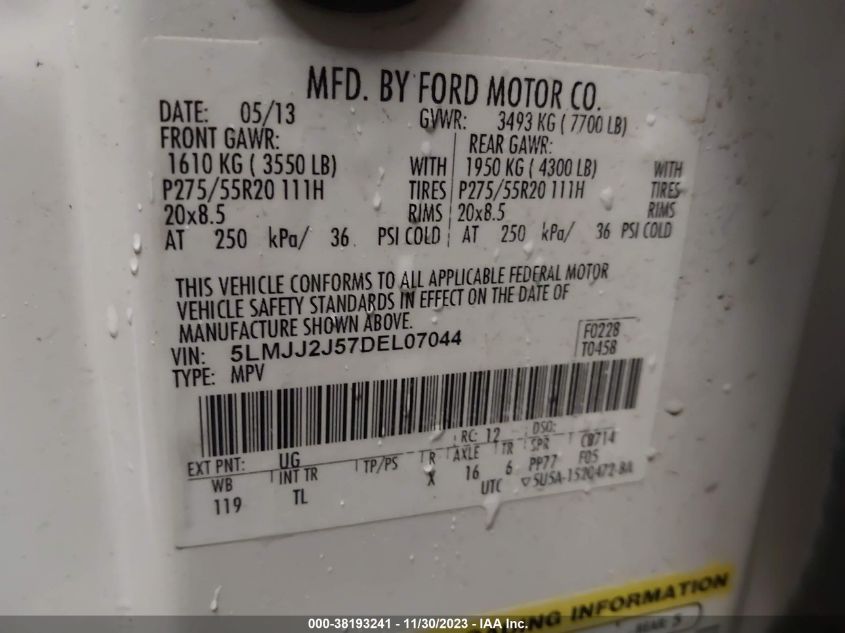 MFD. BY FORD MOTOR CO.
DATE: 05/13 GVWR: 3493 KG ( 7700 LB)
FRONT GAWR: REAR GAWR:
1610 KG ( 3550 LB) WITH 1950 KG ( 4300 LB) WITH
P275/55R20 111H TIRES P275/55R20 111H TIRES
20x8.5 RIMS 20x8.5 RIMS
AT 250 kPa/ 36 PSI COLD AT 250 kPa/ 36 PSI COLD
THIS VEHICLE CONFORMS TO ALL APPLICABLE FEDERAL MOTOR
VEHICLE SAFETY STANDARDS IN EFFECT ON THE DATE OF
MANUFACTURE SHOWN ABOVE.
VIN: 5LMJJ2J57DEL07044 F0228
TYPE: MPV T0458
RC: 12 DSO:
EXT PNT: UG C0714
WB INT TR TP/PS R AXLE TR SPR F05
119 TL X 16 6 PP77
UTC ▽5USA-1520472-BA
INFORMATION
000-38193241 - 11/30/2023 - IAA Inc.